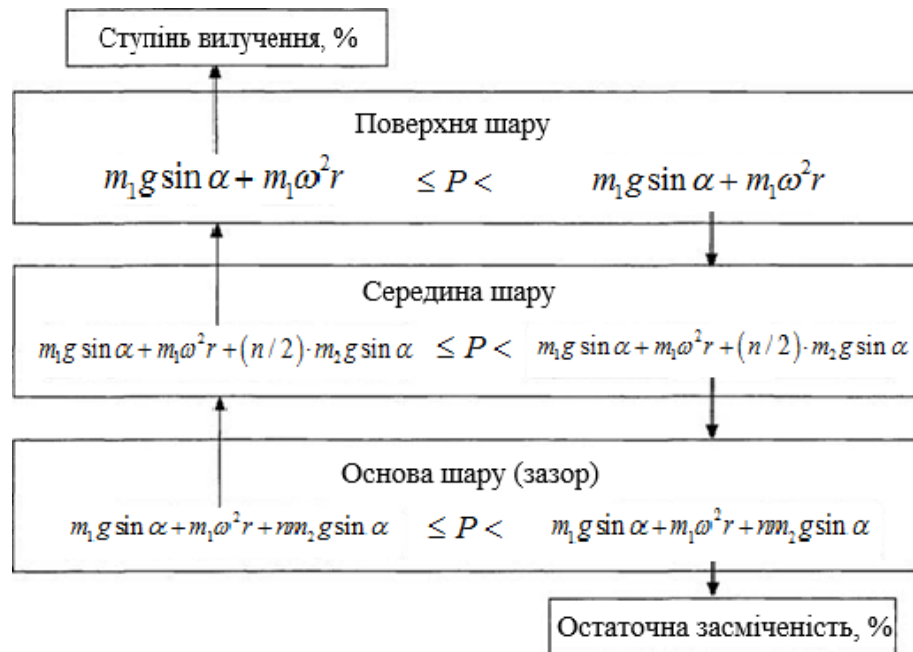 Ступінь вилучення, %
Поверхня шару
m₁g sin α + m₁ω²r ≤ P < m₁g sin α + m₁ω²r
Середина шару
m₁g sin α + m₁ω²r + (n / 2) · m₂g sin α ≤ P < m₁g sin α + m₁ω²r + (n / 2) · m₂g sin α
Основа шару (зазор)
m₁g sin α + m₁ω²r + nm₂g sin α ≤ P < m₁g sin α + m₁ω²r + nm₂g sin α
Остаточна засміченість, %